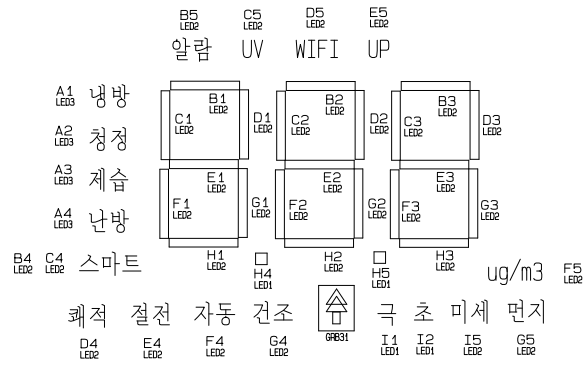 B5 C5 D5 E5
LED2 LED2 LED2 LED2
알람 UV WIFI UP
A1 냉방 B1 B2 B3
LED3 LED2 LED2 LED2
C1 D1 C2 D2 C3 D3
LED2 LED2 LED2 LED2 LED2 LED2
A2 청정
LED3
A3 제습 E1 E2 E3
LED3 LED2 LED2 LED2
F1 G1 F2 G2 F3 G3
LED2 LED2 LED2 LED2 LED2 LED2
A4 난방
LED3
B4 C4 스마트 H1 H2 H3
LED2 LED2 LED2 LED2 LED2
H4 H5 ug/m3 F5
LED1 LED1 LED2
쾌적 절전 자동 건조 극 초 미세 먼지
GRB31
D4 E4 F4 G4 I1 I2 I5 G5
LED2 LED2 LED2 LED2 LED1 LED2 LED2 LED2